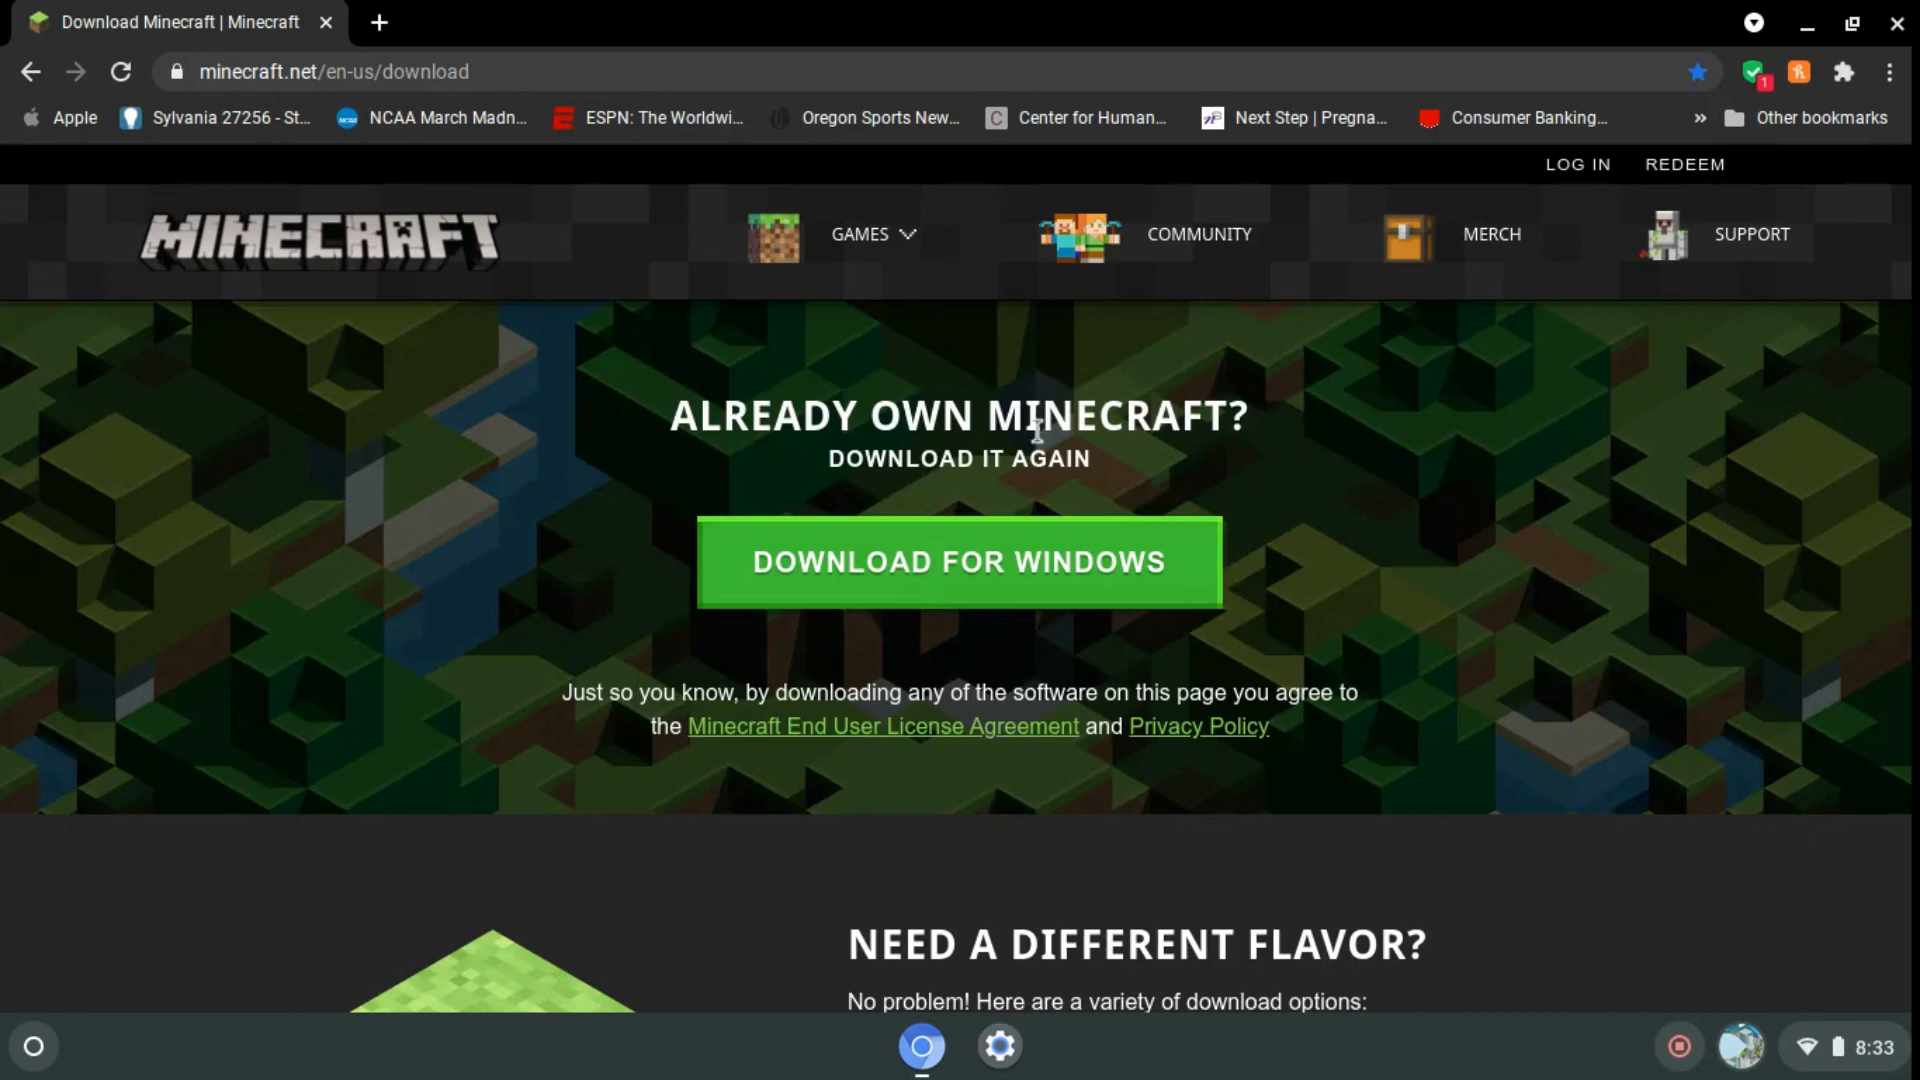 Download Minecraft | Minecraft
minecraft.net/en-us/download
1
Apple
Sylvania 27256 - St...
NCAA March Madn...
ESPN: The Worldwi...
Oregon Sports New...
C
Center for Human...
Next Step | Pregna...
Consumer Banking...
»
Other bookmarks
LOG IN
REDEEM
MINECRAFT
GAMES
COMMUNITY
MERCH
SUPPORT
ALREADY OWN MINECRAFT?
DOWNLOAD IT AGAIN
DOWNLOAD FOR WINDOWS
Just so you know, by downloading any of the software on this page you agree to
the Minecraft End User License Agreement and Privacy Policy
NEED A DIFFERENT FLAVOR?
No problem! Here are a variety of download options:
8:33